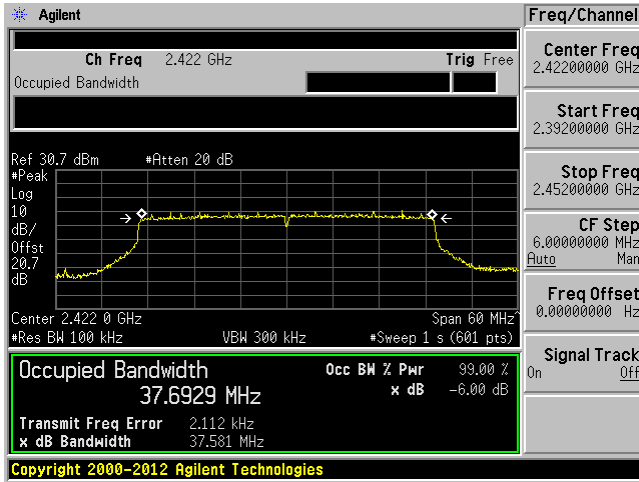 Agilent
Freq/Channel
Ch Freq 2.422 GHz
Trig Free
Occupied Bandwidth
Center Freq
2.42200000 GHz
Start Freq
2.39200000 GHz
Stop Freq
2.45200000 GHz
CF Step
6.00000000 MHz
Auto Man
Freq Offset
0.00000000 Hz
Signal Track
On Off
Ref 30.7 dBm
#Atten 20 dB
#Peak
Log
10
dB/
Offst
20.7
dB
Center 2.422 0 GHz
Span 60 MHz^
#Res BW 100 kHz
VBW 300 kHz
#Sweep 1 s (601 pts)
Occupied Bandwidth
37.6929 MHz
Occ BW % Pwr 99.00 %
x dB -6.00 dB
Transmit Freq Error 2.112 kHz
x dB Bandwidth 37.581 MHz
Copyright 2000-2012 Agilent Technologies